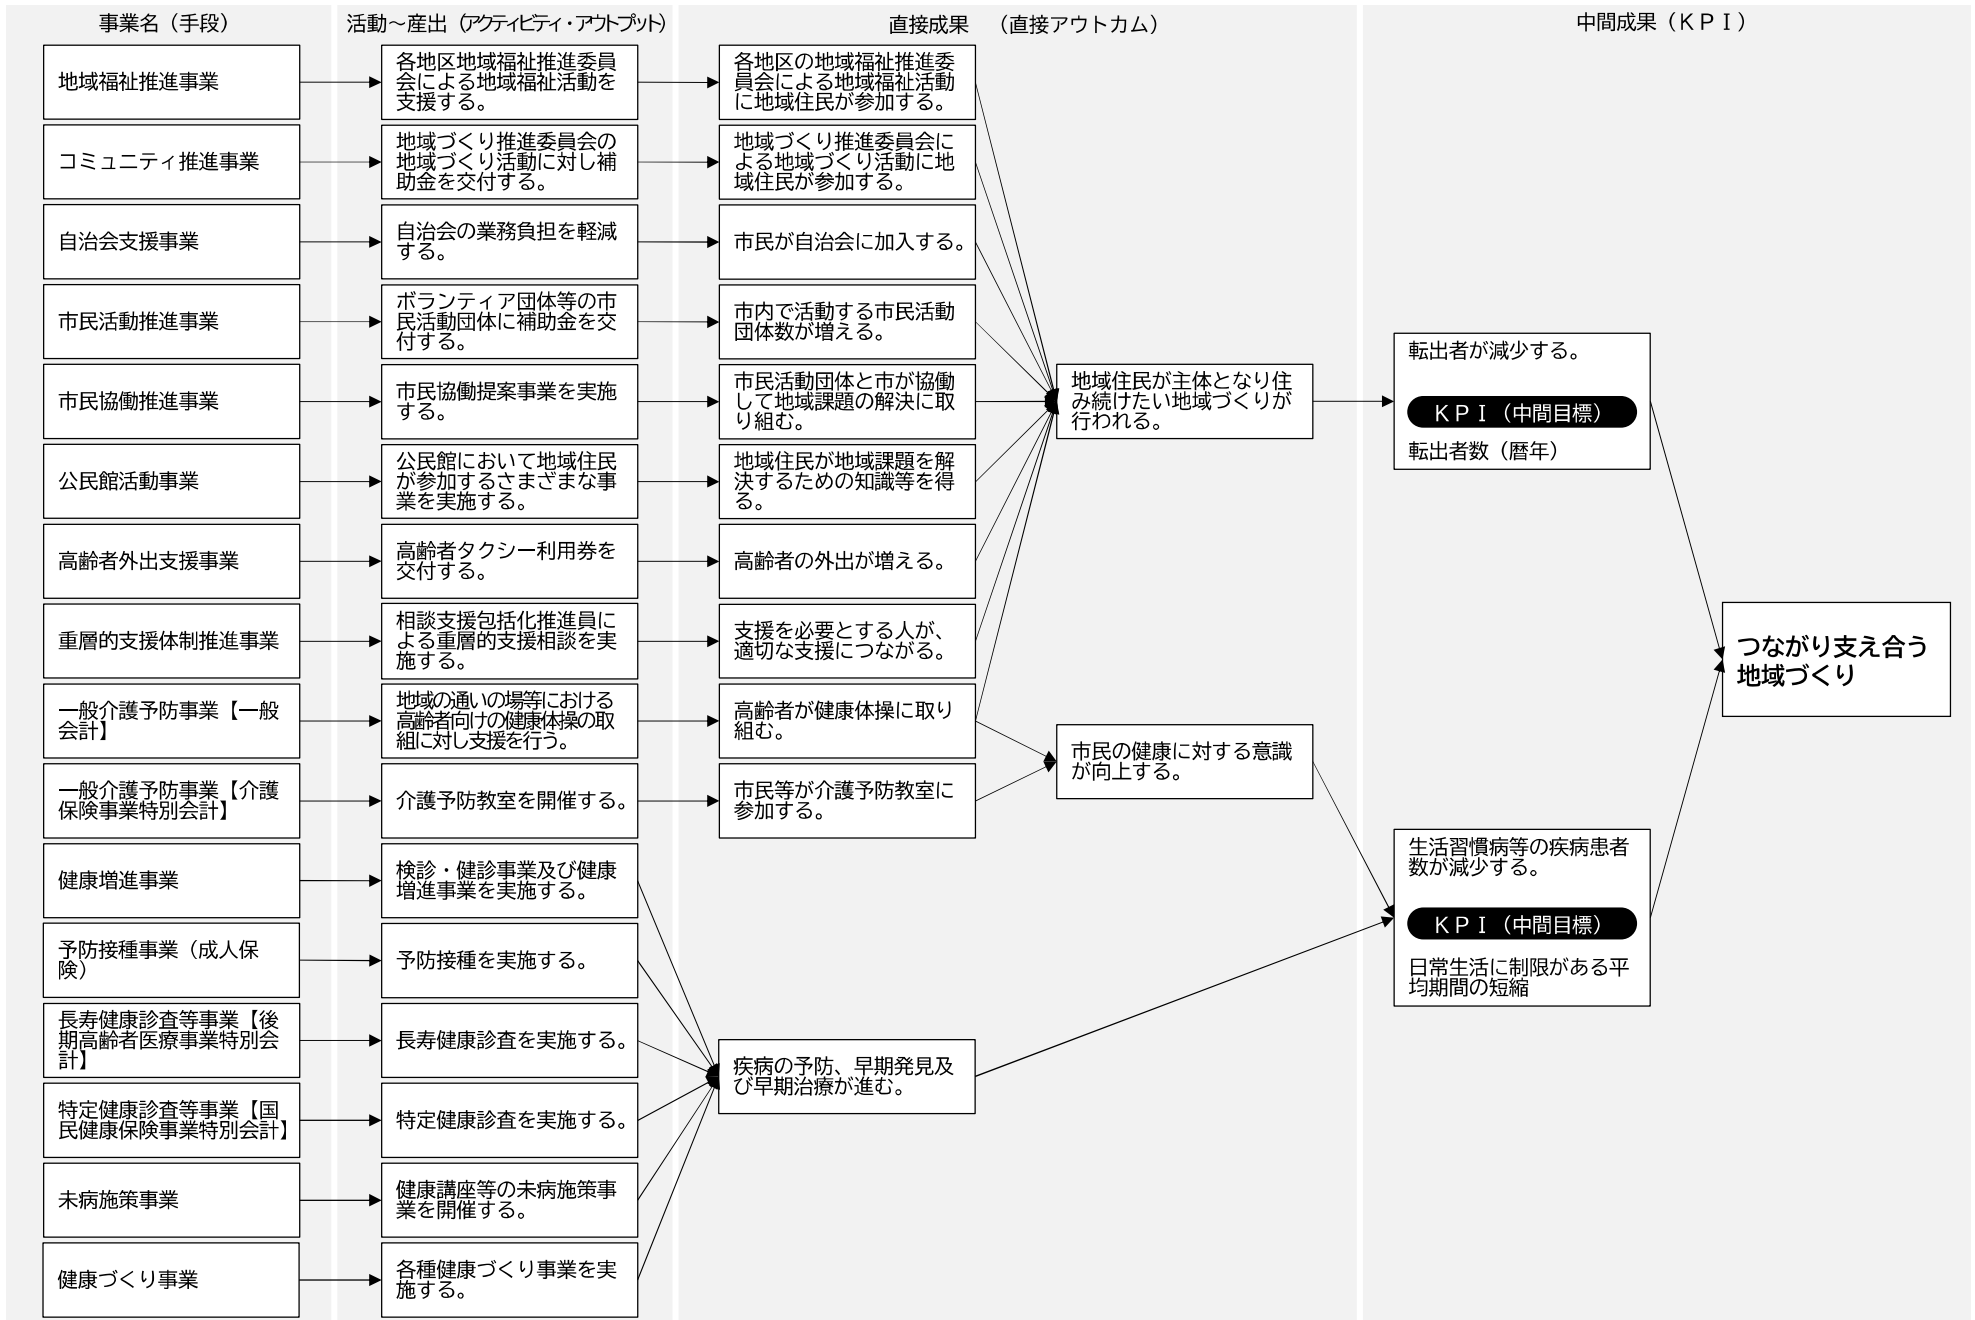 事業名（手段）
活動～産出（アクティビティ・アウトプット）
直接成果　（直接アウトカム）
中間成果（ＫＰＩ）
地域福祉推進事業
各地区地域福祉推進委員
会による地域福祉活動を
支援する。
各地区の地域福祉推進委
員会による地域福祉活動
に地域住民が参加する。
コミュニティ推進事業
地域づくり推進委員会の
地域づくり活動に対し補
助金を交付する。
地域づくり推進委員会に
よる地域づくり活動に地
域住民が参加する。
自治会支援事業
自治会の業務負担を軽減
する。
市民が自治会に加入する。
市民活動推進事業
ボランティア団体等の市
民活動団体に補助金を交
付する。
市内で活動する市民活動
団体数が増える。
市民協働推進事業
市民協働提案事業を実施
する。
市民活動団体と市が協働
して地域課題の解決に取
り組む。
公民館活動事業
公民館において地域住民
が参加するさまざまな事
業を実施する。
地域住民が地域課題を解
決するための知識等を得
る。
高齢者外出支援事業
高齢者タクシー利用券を
交付する。
高齢者の外出が増える。
重層的支援体制推進事業
相談支援包括化推進員に
よる重層的支援相談を実
施する。
支援を必要とする人が、
適切な支援につながる。
一般介護予防事業【一般
会計】
地域の通いの場等における
高齢者向けの健康体操の取
組に対し支援を行う。
高齢者が健康体操に取り
組む。
一般介護予防事業【介護
保険事業特別会計】
介護予防教室を開催する。
市民等が介護予防教室に
参加する。
健康増進事業
検診・健診事業及び健康
増進事業を実施する。
予防接種事業（成人保
険）
予防接種を実施する。
長寿健康診査等事業【後
期高齢者医療事業特別会
計】
長寿健康診査を実施する。
特定健康診査等事業【国
民健康保険事業特別会計】
特定健康診査を実施する。
未病施策事業
健康講座等の未病施策事
業を開催する。
健康づくり事業
各種健康づくり事業を実
施する。
地域住民が主体となり住
み続けたい地域づくりが
行われる。
市民の健康に対する意識
が向上する。
疾病の予防、早期発見及
び早期治療が進む。
転出者が減少する。
ＫＰＩ（中間目標）
転出者数（暦年）
生活習慣病等の疾病患者
数が減少する。
ＫＰＩ（中間目標）
日常生活に制限がある平
均期間の短縮
つながり支え合う
地域づくり